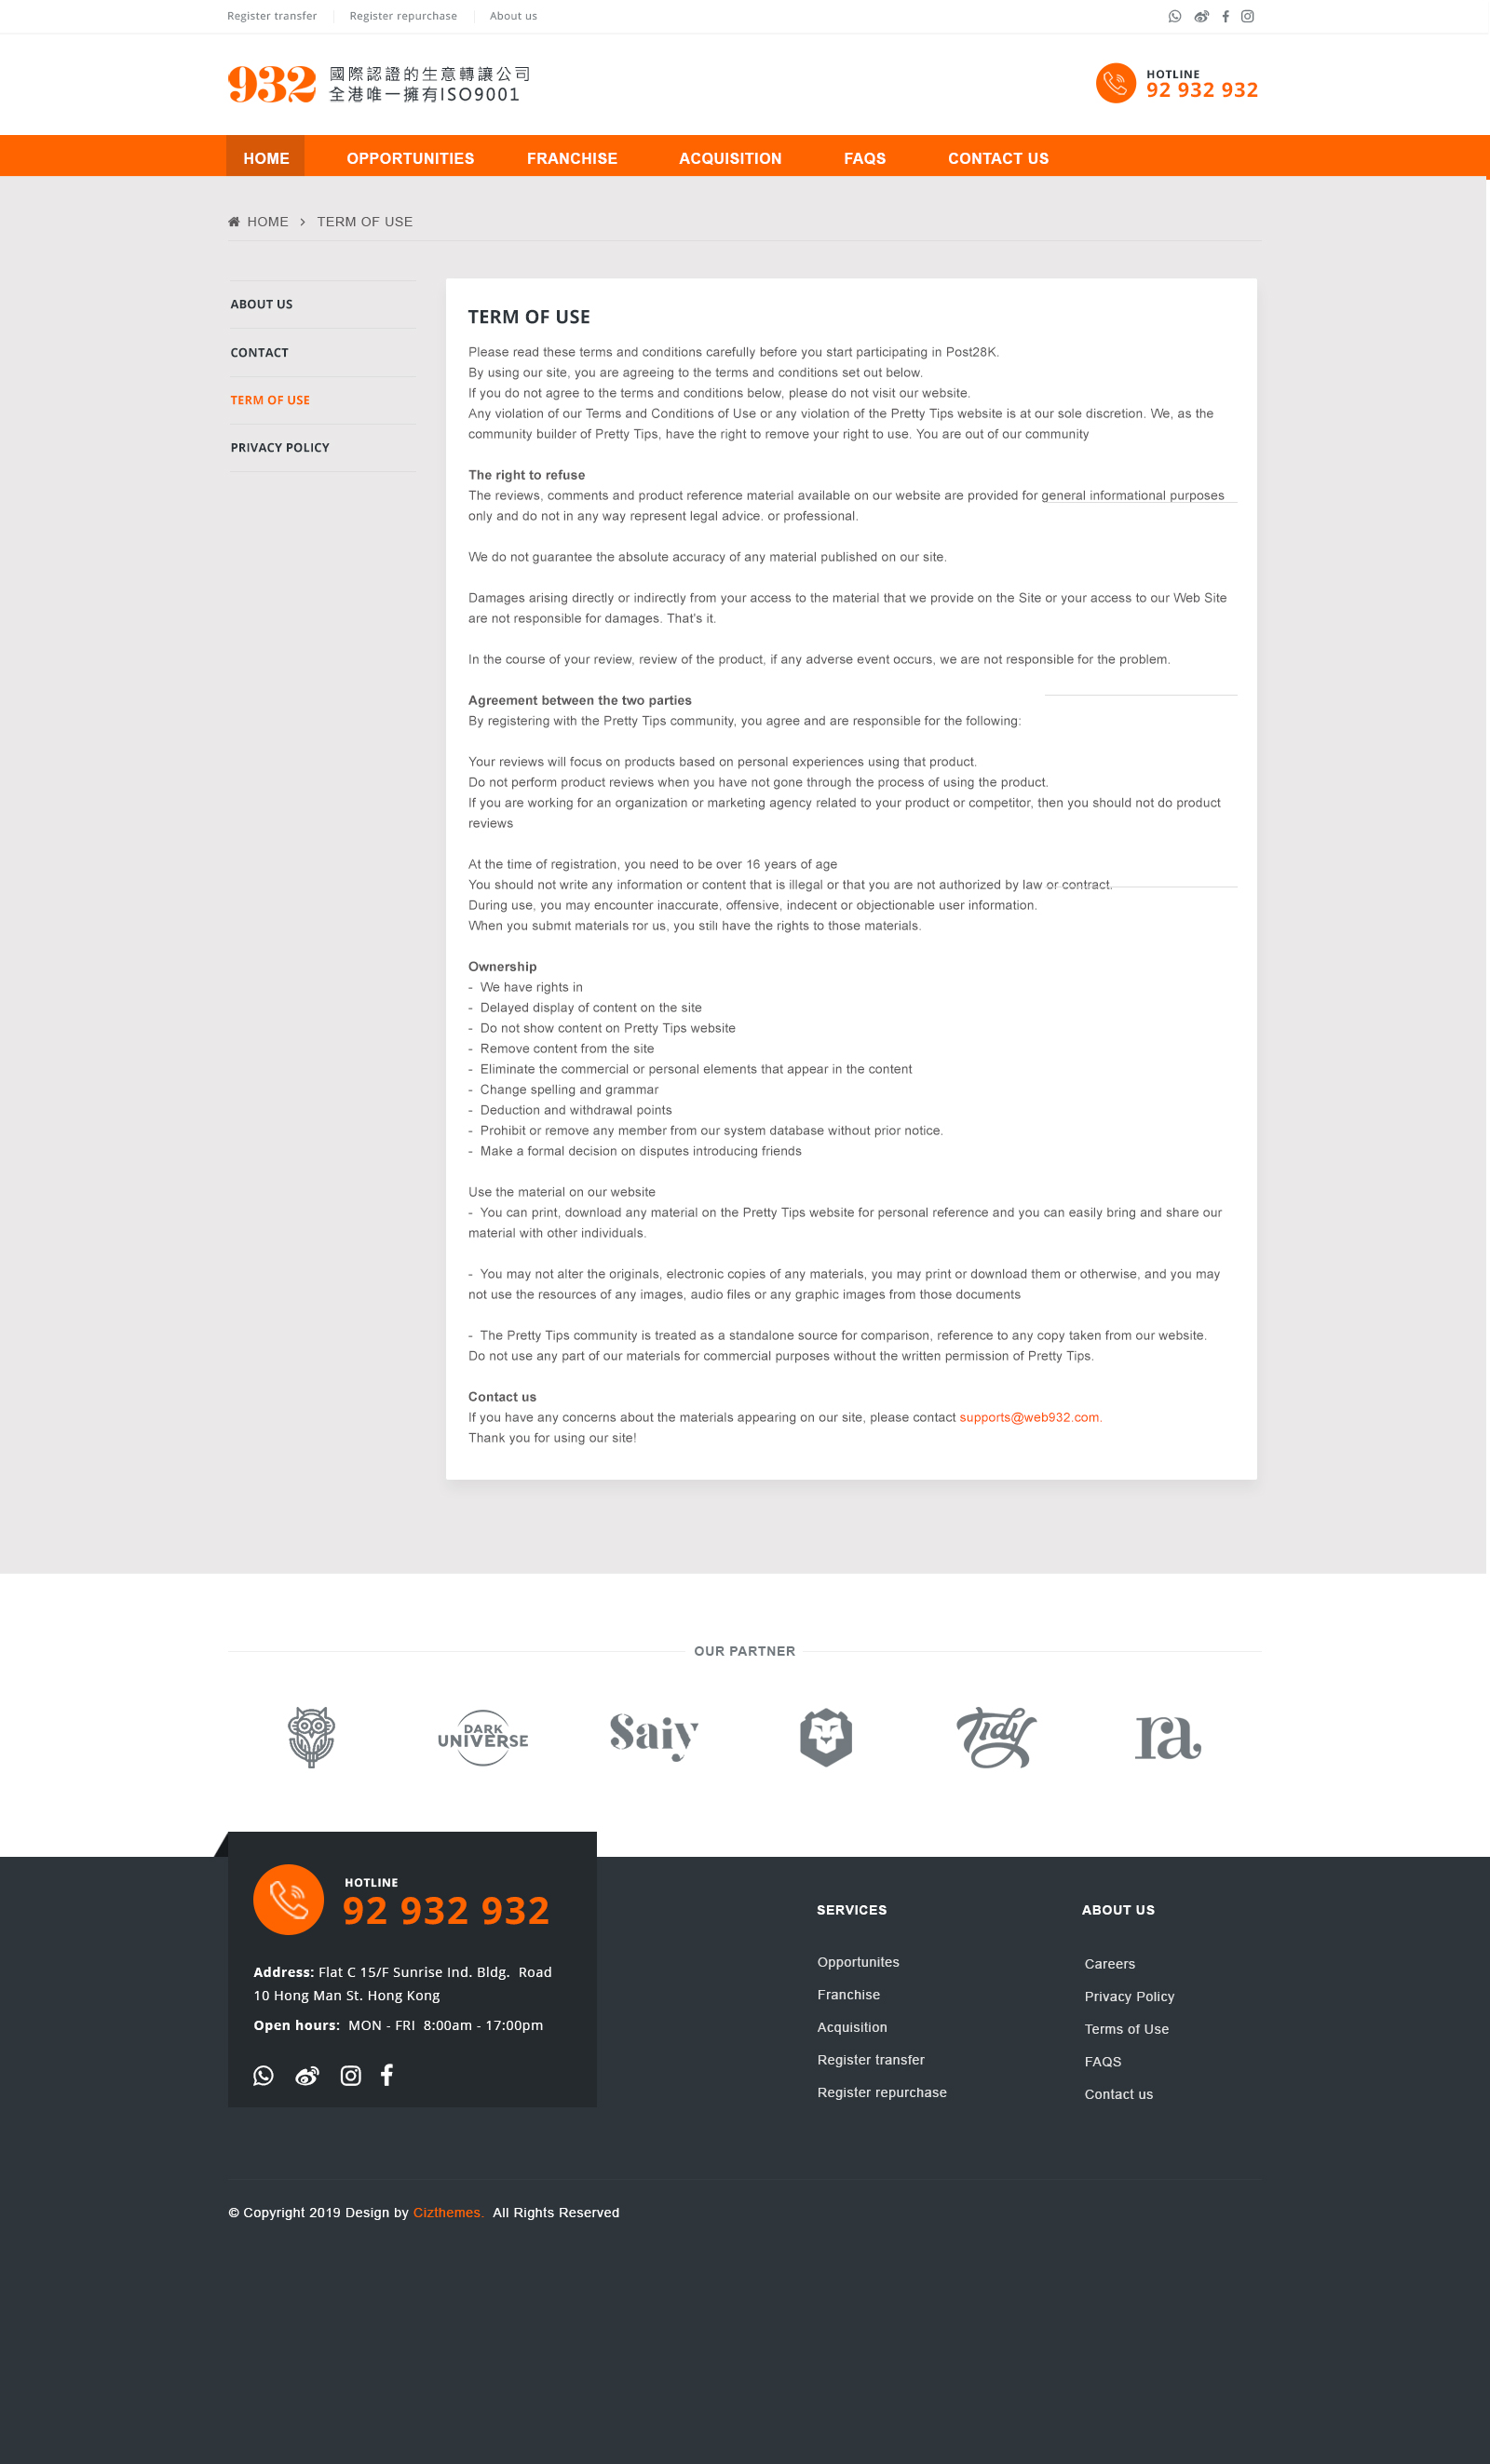 Register transfer
Register repurchase
About us
932
國際認證的生意轉讓公司
全港唯一擁有ISO9001
HOTLINE
92 932 932
HOME
OPPORTUNITIES
FRANCHISE
ACQUISITION
FAQS
CONTACT US
HOME
TERM OF USE
ABOUT US
CONTACT
TERM OF USE
PRIVACY POLICY
TERM OF USE
Please read these terms and conditions carefully before you start participating in Post28K.
By using our site, you are agreeing to the terms and conditions set out below.
If you do not agree to the terms and conditions below, please do not visit our website.
Any violation of our Terms and Conditions of Use or any violation of the Pretty Tips website is at our sole discretion. We, as the
community builder of Pretty Tips, have the right to remove your right to use. You are out of our community
The right to refuse
The reviews, comments and product reference material available on our website are provided for general informational purposes
only and do not in any way represent legal advice. or professional.
We do not guarantee the absolute accuracy of any material published on our site.
Damages arising directly or indirectly from your access to the material that we provide on the Site or your access to our Web Site
are not responsible for damages. That's it.
In the course of your review, review of the product, if any adverse event occurs, we are not responsible for the problem.
Agreement between the two parties
By registering with the Pretty Tips community, you agree and are responsible for the following:
Your reviews will focus on products based on personal experiences using that product.
Do not perform product reviews when you have not gone through the process of using the product.
If you are working for an organization or marketing agency related to your product or competitor, then you should not do product
reviews
At the time of registration, you need to be over 16 years of age
You should not write any information or content that is illegal or that you are not authorized by law or contract.
During use, you may encounter inaccurate, offensive, indecent or objectionable user information.
When you submit materials for us, you still have the rights to those materials.
Ownership
- We have rights in
- Delayed display of content on the site
- Do not show content on Pretty Tips website
- Remove content from the site
- Eliminate the commercial or personal elements that appear in the content
- Change spelling and grammar
- Deduction and withdrawal points
- Prohibit or remove any member from our system database without prior notice.
- Make a formal decision on disputes introducing friends
Use the material on our website
- You can print, download any material on the Pretty Tips website for personal reference and you can easily bring and share our
material with other individuals.
- You may not alter the originals, electronic copies of any materials, you may print or download them or otherwise, and you may
not use the resources of any images, audio files or any graphic images from those documents
- The Pretty Tips community is treated as a standalone source for comparison, reference to any copy taken from our website.
Do not use any part of our materials for commercial purposes without the written permission of Pretty Tips.
Contact us
If you have any concerns about the materials appearing on our site, please contact supports@web932.com.
Thank you for using our site!
OUR PARTNER
DARK
UNIVERSE
Saiy
Tidy
ra
HOTLINE
92 932 932
Address: Flat C 15/F Sunrise Ind. Bldg. Road
10 Hong Man St. Hong Kong
Open hours: MON - FRI 8:00am - 17:00pm
SERVICES
Opportunites
Franchise
Acquisition
Register transfer
Register repurchase
ABOUT US
Careers
Privacy Policy
Terms of Use
FAQS
Contact us
© Copyright 2019 Design by Cizthemes. All Rights Reserved